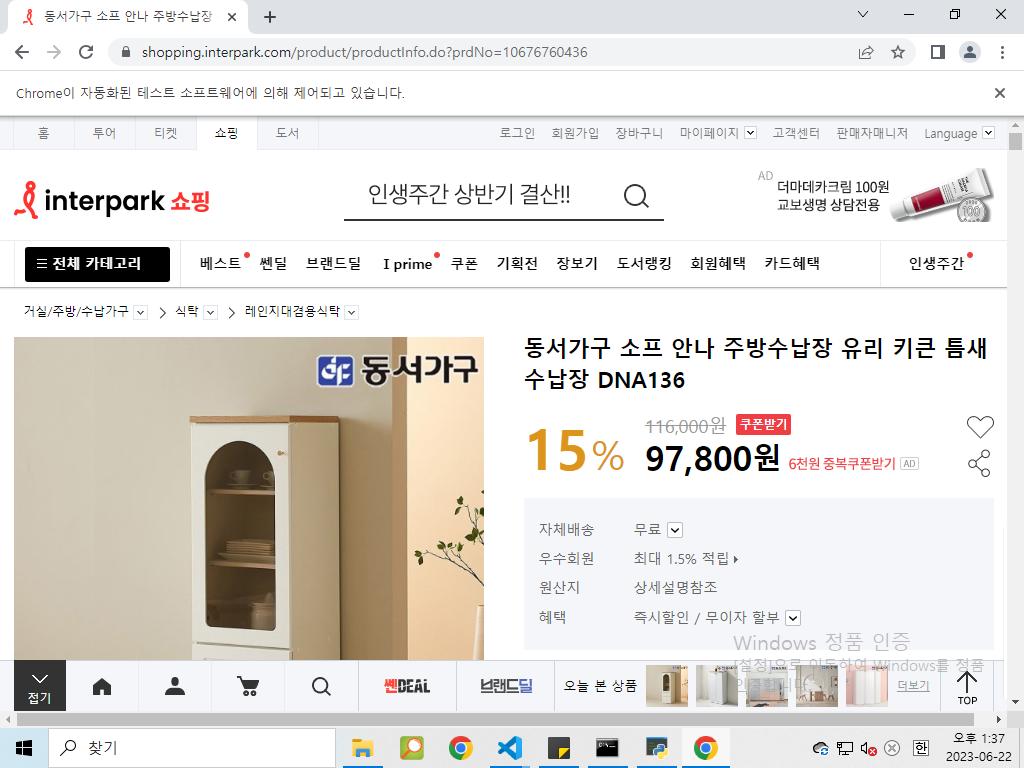 동서가구 소프 안나 주방수납장
shopping.interpark.com/product/productInfo.do?prdNo=10676760436
Chrome이 자동화된 테스트 소프트웨어에 의해 제어되고 있습니다.
홈 투어 티켓 쇼핑 도서 로그인 회원가입 장바구니 마이페이지 고객센터 판매자매니저 Language
interpark 쇼핑
인생주간 상반기 결산!!
AD 더마데카크림 100원
교보생명 상담전용
100
전체 카테고리 베스트 쎈딜 브랜드딜 I prime 쿠폰 기획전 장보기 도서랭킹 회원혜택 카드혜택 인생주간
거실/주방/수납가구 식탁 레인지대겸용식탁
동서가구
동서가구 소프 안나 주방수납장 유리 키큰 틈새
수납장 DNA136
116,000원 쿠폰받기
15% 97,800원 6천원 중복쿠폰받기 AD
자체배송 무료
우수회원 최대 1.5% 적립
원산지 상세설명참조
혜택 즉시할인 / 무이자 할부
Windows 정품 인증
[설정]으로 이동하여 Windows를 정품
접기
쎈DEAL
브랜드딜
오늘 본 상품
더보기
TOP
찾기
한
오후 1:37
2023-06-22